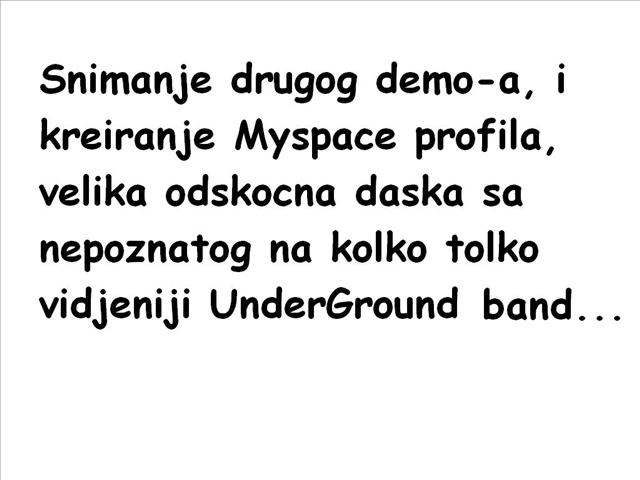 Snimanje drugog demo-a, i
kreiranje Myspace profila,
velika odskocna daska sa
nepoznatog na kolko tolko
vidjeniji UnderGround band...